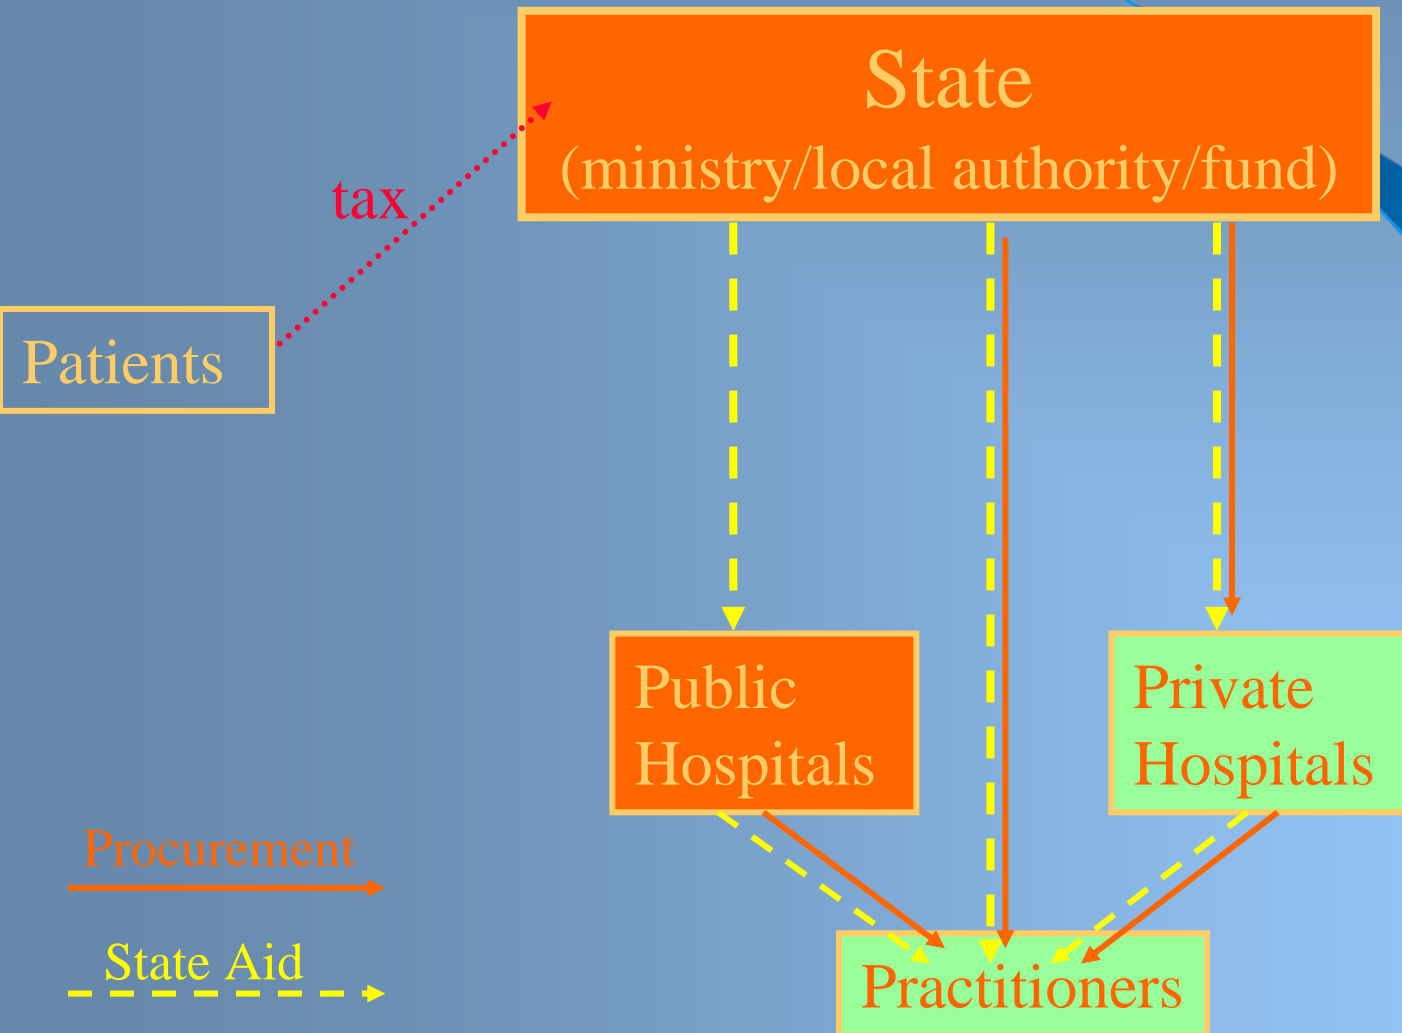 State
(ministry/local authority/fund)
tax
Patients
Public
Hospitals
Private
Hospitals
Procurement
State Aid
Practitioners